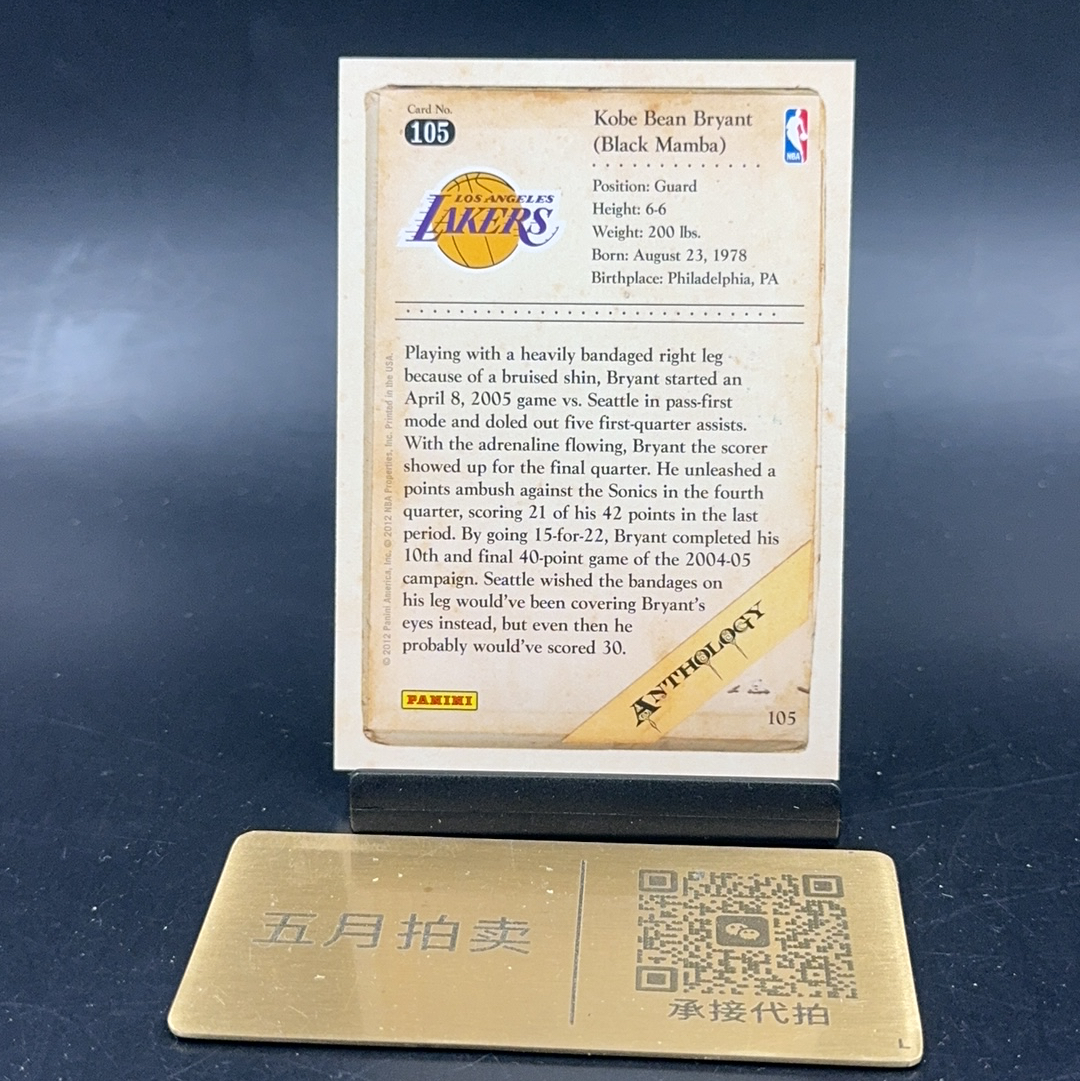 Card No.
105
Kobe Bean Bryant
(Black Mamba)
NBA
LOS ANGELES
LAKERS
Position: Guard
Height: 6-6
Weight: 200 lbs.
Born: August 23, 1978
Birthplace: Philadelphia, PA
Playing with a heavily bandaged right leg
because of a bruised shin, Bryant started an
April 8, 2005 game vs. Seattle in pass-first
mode and doled out five first-quarter assists.
With the adrenaline flowing, Bryant the scorer
showed up for the final quarter. He unleashed a
points ambush against the Sonics in the fourth
quarter, scoring 21 of his 42 points in the last
period. By going 15-for-22, Bryant completed his
10th and final 40-point game of the 2004-05
campaign. Seattle wished the bandages on
his leg would've been covering Bryant's
eyes instead, but even then he
probably would've scored 30.
© 2012 Panini America, Inc. © 2012 NBA Properties, Inc. Printed in the USA.
PANINI
ANTHOLOGY
105
五月拍卖
承接代拍
L